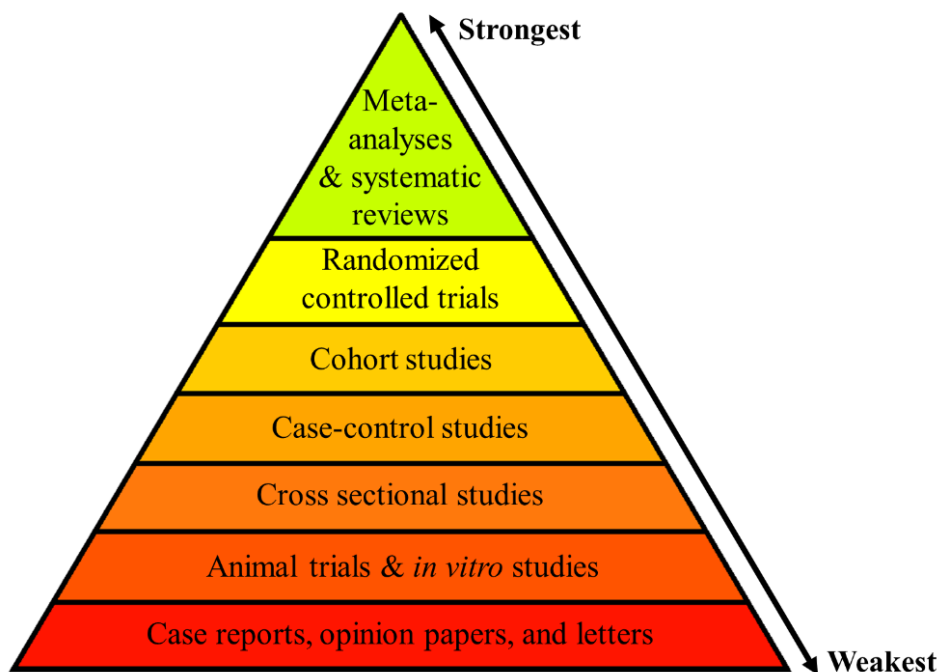 Strongest
Meta-
analyses
& systematic
reviews
Randomized
controlled trials
Cohort studies
Case-control studies
Cross sectional studies
Animal trials & in vitro studies
Case reports, opinion papers, and letters
Weakest